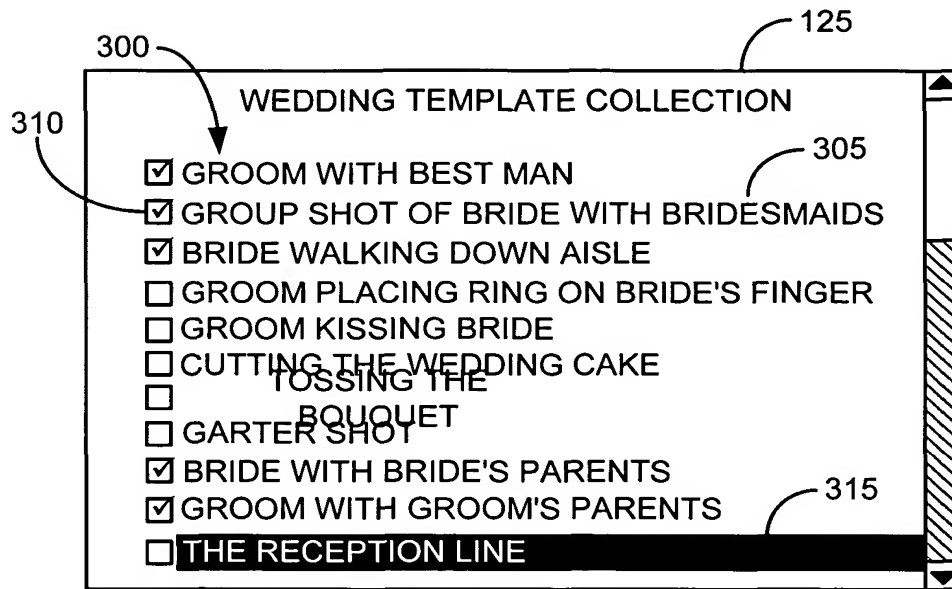 125
300
WEDDING TEMPLATE COLLECTION
310
305
GROOM WITH BEST MAN
GROUP SHOT OF BRIDE WITH BRIDESMAIDS
BRIDE WALKING DOWN AISLE
GROOM PLACING RING ON BRIDE'S FINGER
GROOM KISSING BRIDE
CUTTING THE WEDDING CAKE
TOSSING THE
BOUQUET
GARTER SHOT
BRIDE WITH BRIDE'S PARENTS
GROOM WITH GROOM'S PARENTS
315
THE RECEPTION LINE